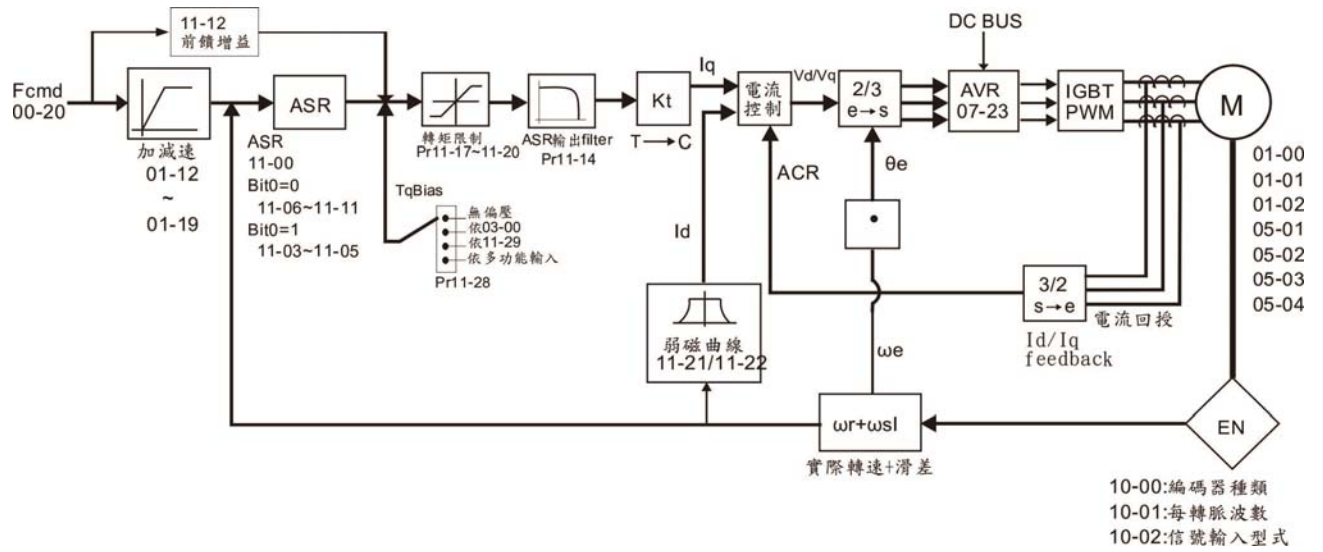 11-12
前饋增益
Fcmd
00-20
加減速
01-12
~
01-19
ASR
ASR
11-00
Bit0=0
11-06~11-11
Bit0=1
11-03~11-05
轉矩限制
Pr11-17~11-20
TqBias
無偏壓
依03-00
依11-29
依多功能輸入
Pr11-28
ASR輸出filter
Pr11-14
Kt
T→C
Iq
Id
弱磁曲線
11-21/11-22
電流
控制
ACR
Vd/Vq
2/3
e→s
θe
ωe
ωr+ωsl
實際轉速+滑差
DC BUS
AVR
07-23
IGBT
PWM
M
01-00
01-01
01-02
05-01
05-02
05-03
05-04
3/2
s→e
電流回授
Id/Iq
feedback
EN
10-00:編碼器種類
10-01:每轉脈波數
10-02:信號輸入型式